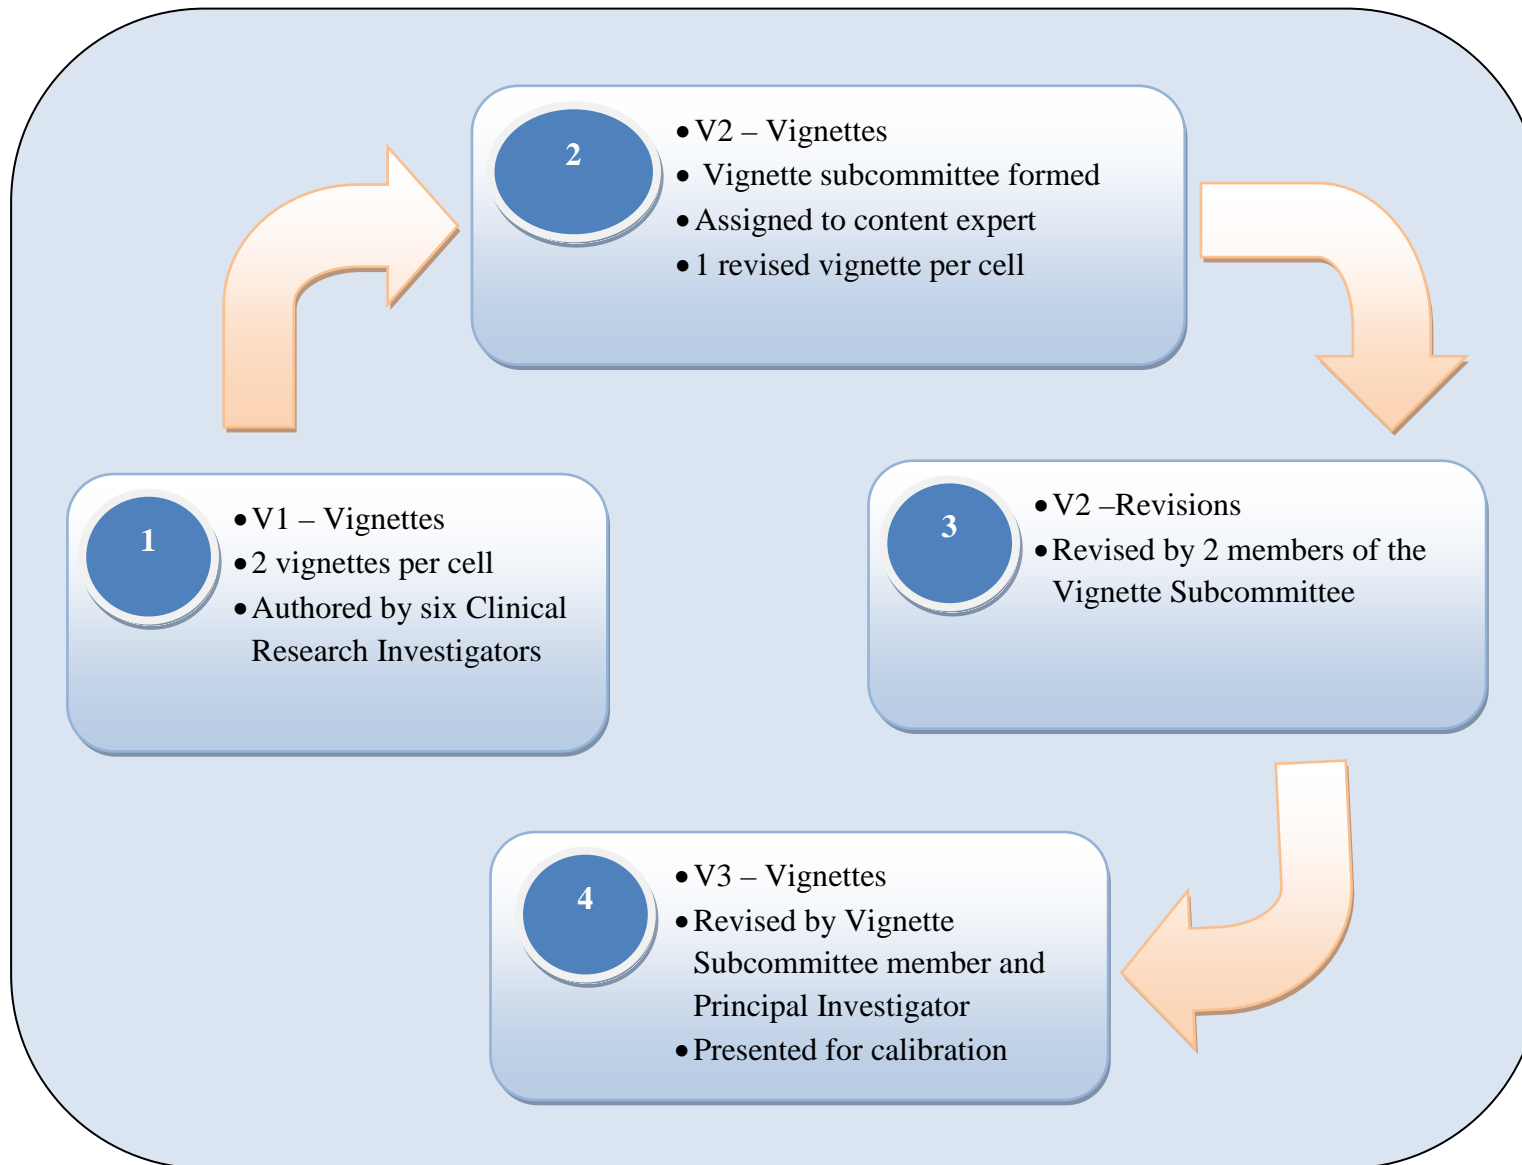 1
• V1 – Vignettes
• 2 vignettes per cell
• Authored by six Clinical
Research Investigators
2
• V2 – Vignettes
• Vignette subcommittee formed
• Assigned to content expert
• 1 revised vignette per cell
3
• V2 –Revisions
• Revised by 2 members of the
Vignette Subcommittee
4
• V3 – Vignettes
• Revised by Vignette
Subcommittee member and
Principal Investigator
• Presented for calibration